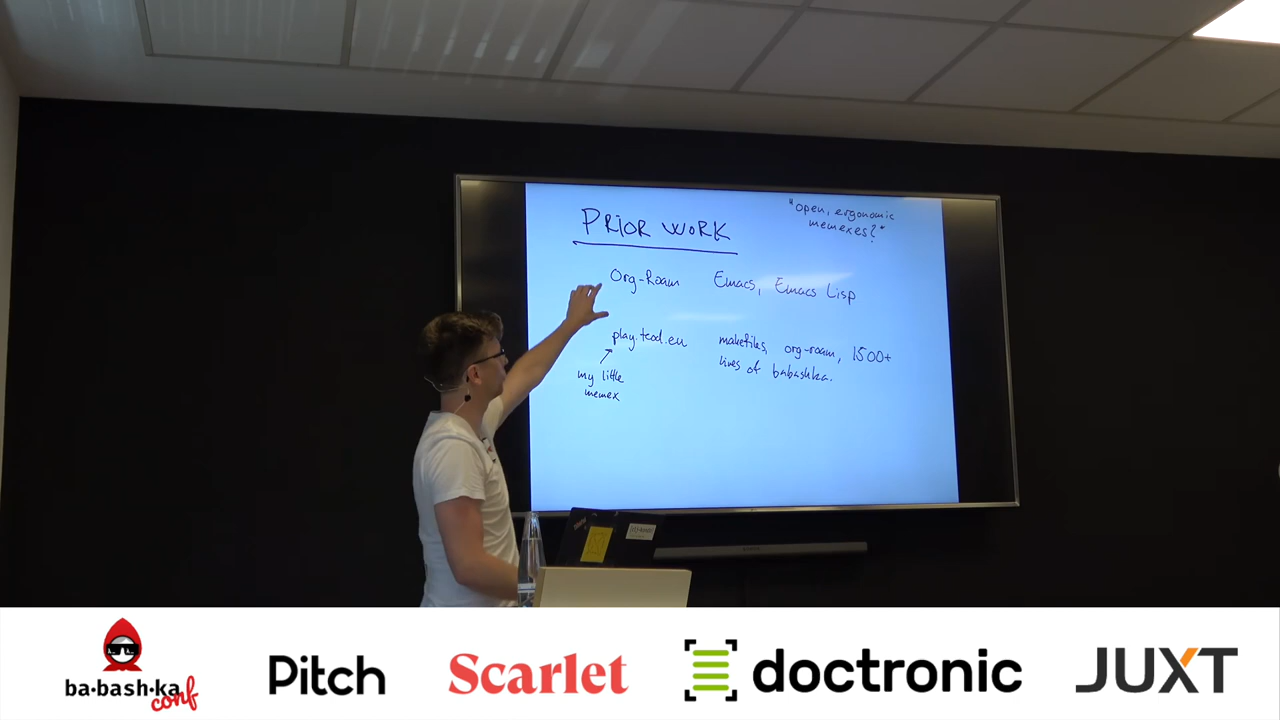 "open, ergonomic
memexes?"
PRIOR WORK
Org-Roam Emacs, Emacs Lisp
play.teod.eu makefiles, org-roam, 1500+
lines of babashka.
my little
memex
ba·bash·ka
conf
Pitch
Scarlet
doctronic
JUXT